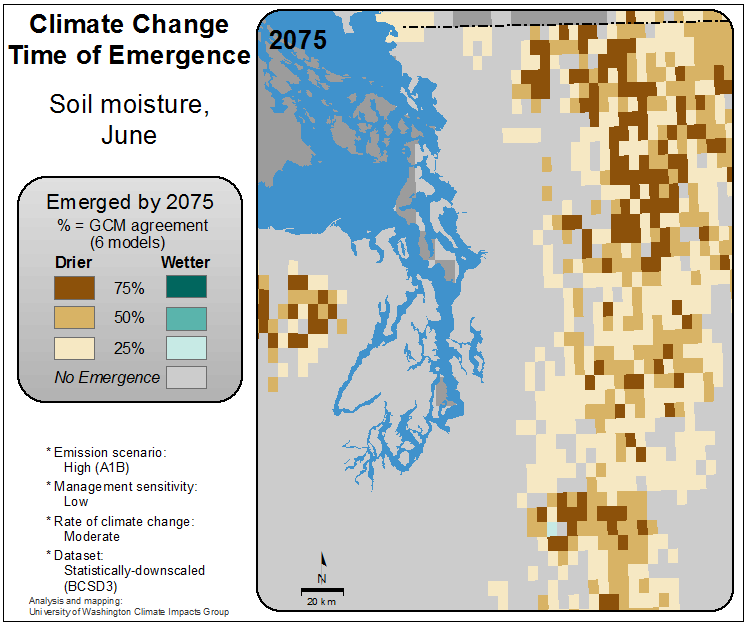 Climate Change
Time of Emergence
Soil moisture,
June
Emerged by 2075
% = GCM agreement
(6 models)
Drier Wetter
75%
50%
25%
No Emergence
* Emission scenario:
High (A1B)
* Management sensitivity:
Low
* Rate of climate change:
Moderate
* Dataset:
Statistically-downscaled
(BCSD3)
Analysis and mapping:
University of Washington Climate Impacts Group
2075
N
20 km